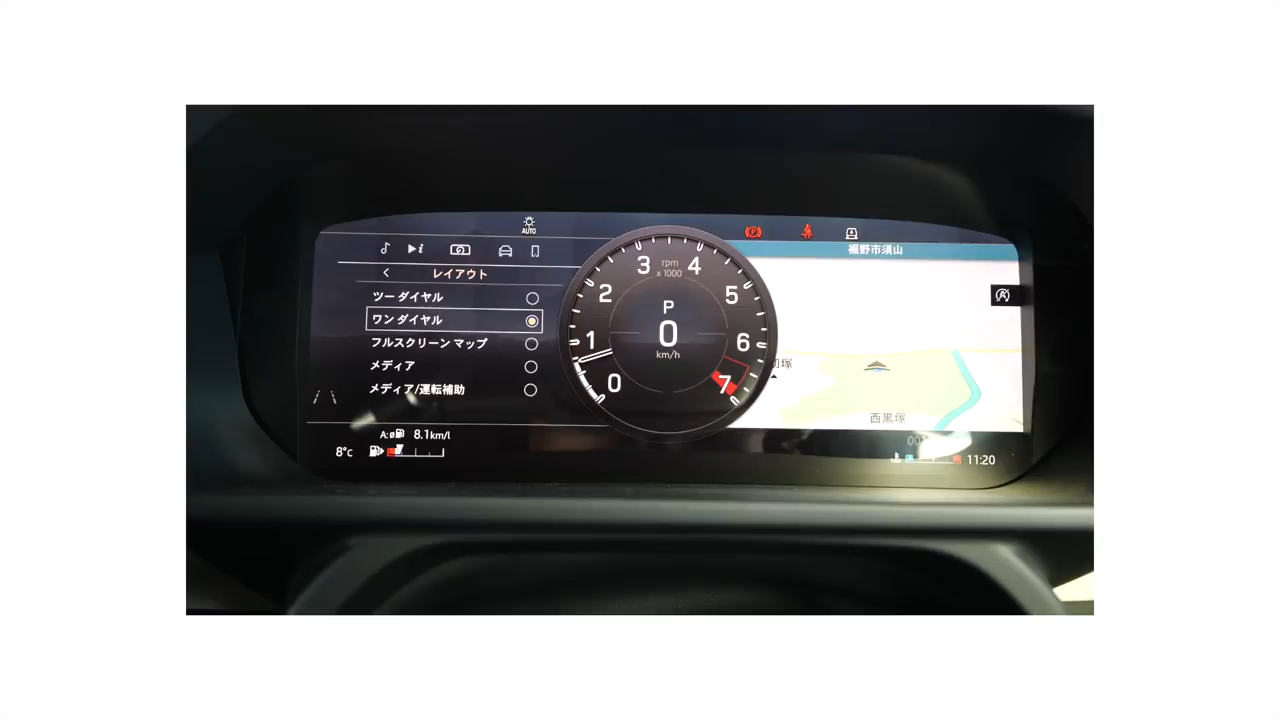 AUTO
レイアウト
ツー ダイヤル
ワン ダイヤル
フルスクリーン マップ
メディア
メディア/運転補助
A:ø 8.1km/l
8°c
rpm
x 1000
0
1
2
3
4
5
6
7
P
0
km/h
裾野市須山
西黒塚
11:20